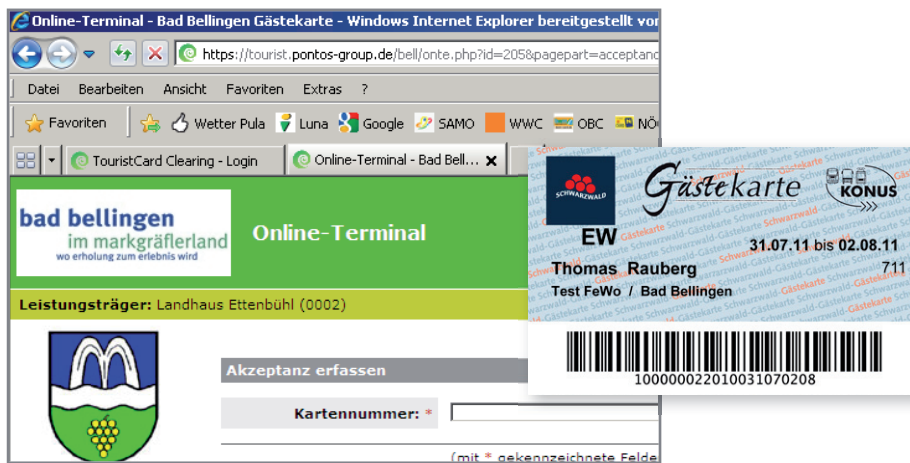 Online-Terminal - Bad Bellingen Gästekarte - Windows Internet Explorer bereitgestellt von
https://tourist.pontos-group.de/bell/onte.php?id=205&pagepart=acceptanc
Datei Bearbeiten Ansicht Favoriten Extras ?
Favoriten Wetter Pula Luna Google SAMO WWC OBC NÖ
TouristCard Clearing - Login Online-Terminal - Bad Bell... X
bad bellingen
im markgräflerland
wo erholung zum erlebnis wird
Online-Terminal
Leistungsträger: Landhaus Ettenbühl (0002)
Akzeptanz erfassen
Kartennummer: *
(mit * gekennzeichnete Felde
SCHWARZWALD
Gästekarte
KONUS
EW
31.07.11 bis 02.08.11
Thomas Rauberg
711
Test FeWo / Bad Bellingen
100000022010031070208